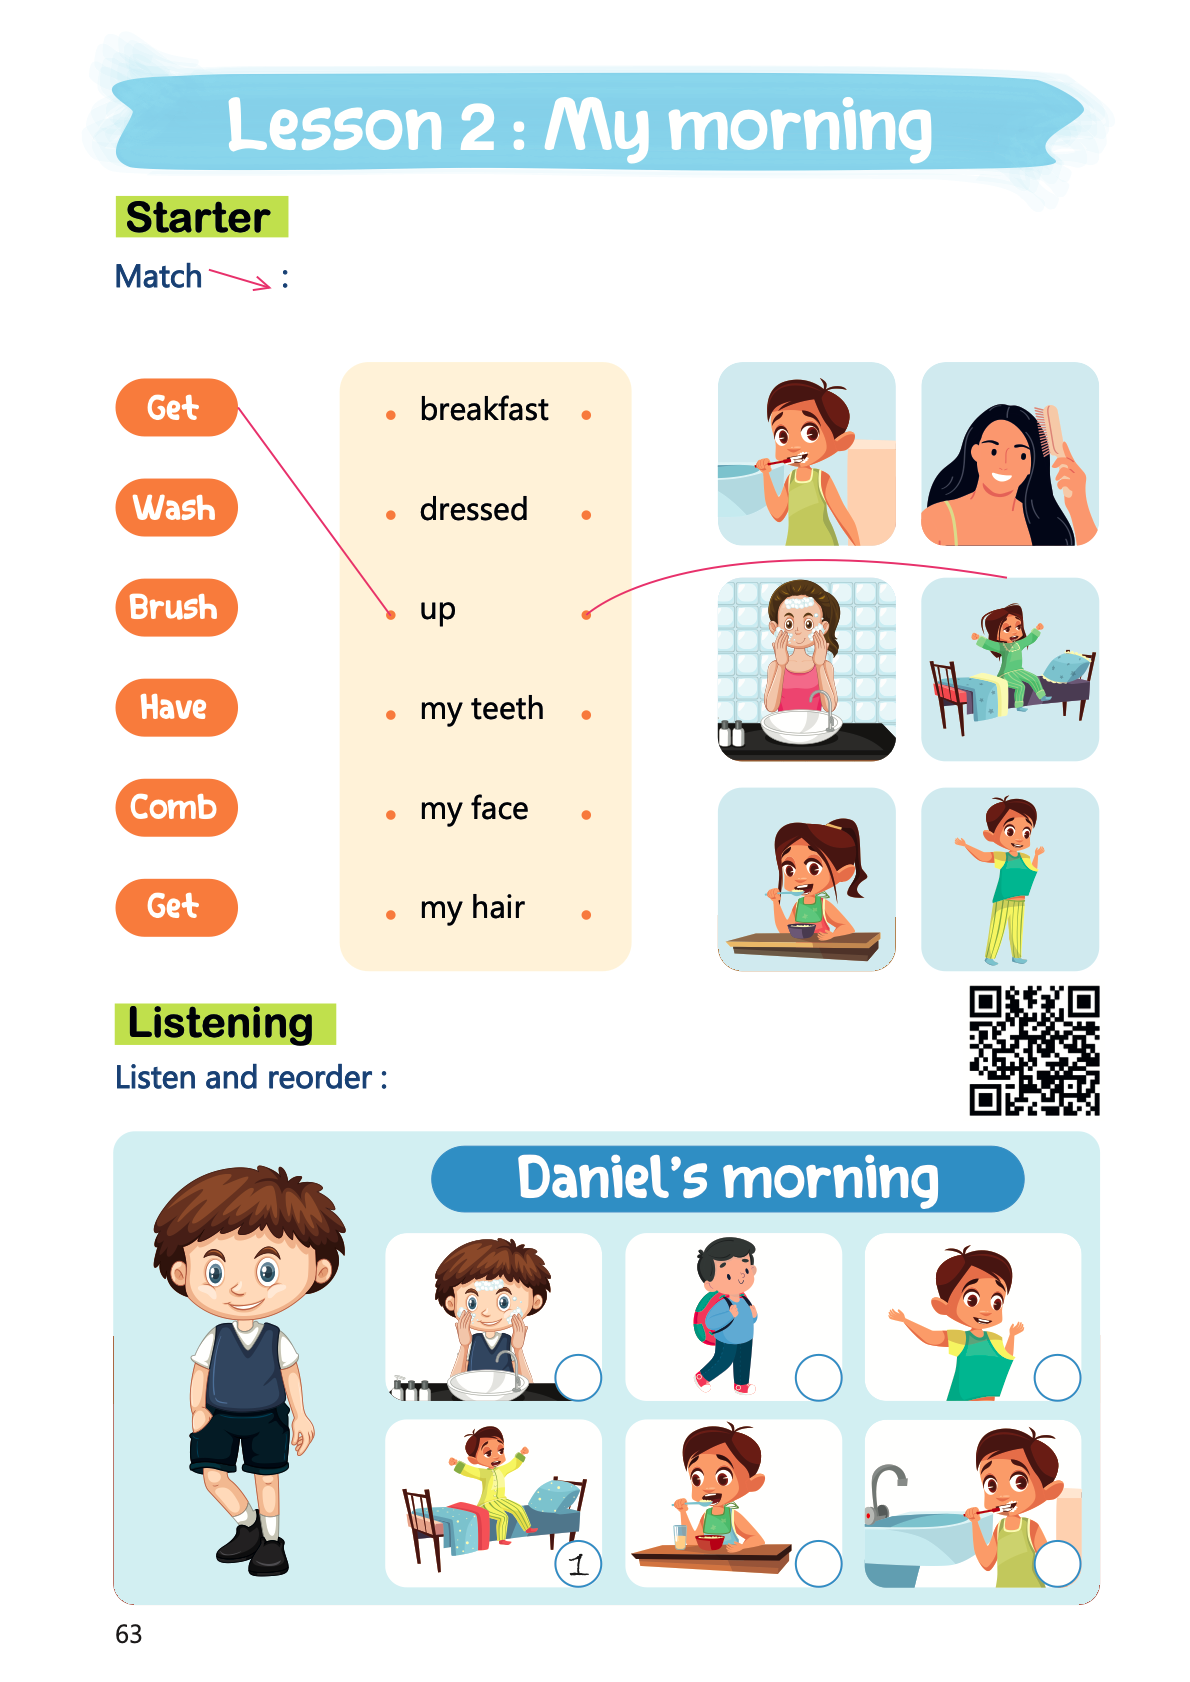 Lesson 2 : My morning
Starter
Match :
Get
breakfast
Wash
dressed
Brush
up
Have
my teeth
Comb
my face
Get
my hair
Listening
Listen and reorder :
Daniel's morning
1
63